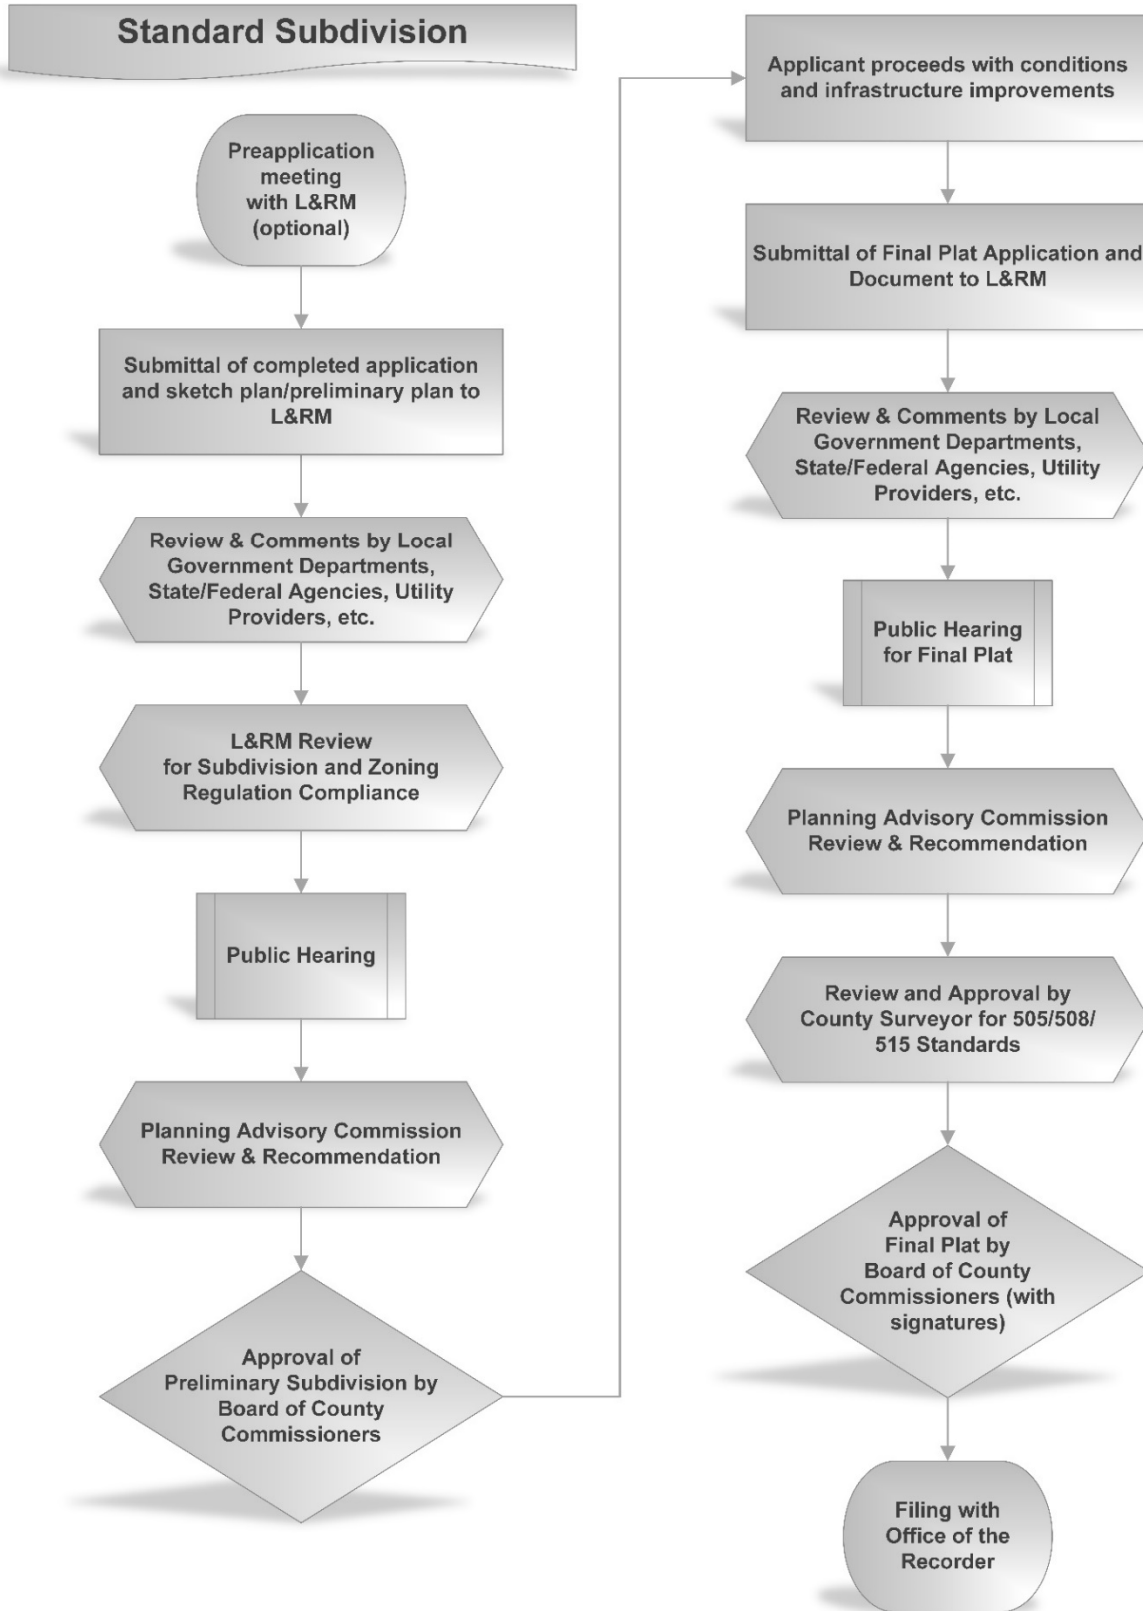 Standard Subdivision
Preapplication
meeting
with L&RM
(optional)
Submittal of completed application
and sketch plan/preliminary plan to
L&RM
Review & Comments by Local
Government Departments,
State/Federal Agencies, Utility
Providers, etc.
L&RM Review
for Subdivision and Zoning
Regulation Compliance
Public Hearing
Planning Advisory Commission
Review & Recommendation
Approval of
Preliminary Subdivision by
Board of County
Commissioners
Applicant proceeds with conditions
and infrastructure improvements
Submittal of Final Plat Application and
Document to L&RM
Review & Comments by Local
Government Departments,
State/Federal Agencies, Utility
Providers, etc.
Public Hearing
for Final Plat
Planning Advisory Commission
Review & Recommendation
Review and Approval by
County Surveyor for 505/508/
515 Standards
Approval of
Final Plat by
Board of County
Commissioners (with
signatures)
Filing with
Office of the
Recorder